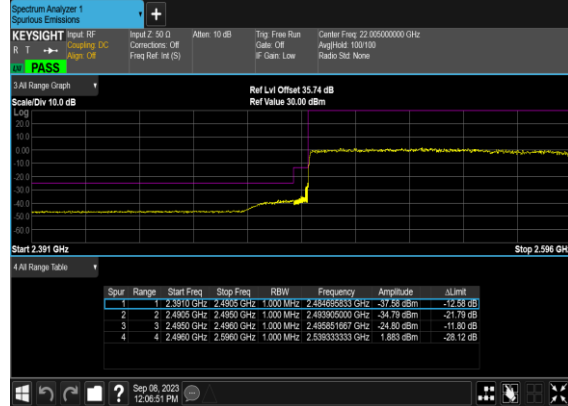 Spectrum Analyzer 1
Spurious Emissions
+
KEYSIGHT Input: RF Input Z: 50 Ω Atten: 10 dB Trig: Free Run Center Freq: 22.005000000 GHz
R T Coupling: DC Corrections: Off Gate: Off Avg|Hold: 100/100
Align: Off Freq Ref: Int (S) IF Gain: Low Radio Std: None
PASS
3 All Range Graph Ref Lvl Offset 35.74 dB
Scale/Div 10.0 dB Ref Value 30.00 dBm
Log
20.0
10.0
0.00
-10.0
-20.0
-30.0
-40.0
-50.0
-60.0
Start 2.391 GHz Stop 2.596 GH
4 All Range Table
Spur Range Start Freq Stop Freq RBW Frequency Amplitude ΔLimit
1 1 2.3910 GHz 2.4905 GHz 1.000 MHz 2.484695833 GHz -37.58 dBm -12.58 dB
2 2 2.4905 GHz 2.4950 GHz 1.000 MHz 2.493905000 GHz -34.79 dBm -21.79 dB
3 3 2.4950 GHz 2.4960 GHz 1.000 MHz 2.495851667 GHz -24.80 dBm -11.80 dB
4 4 2.4960 GHz 2.5960 GHz 1.000 MHz 2.539333333 GHz 1.883 dBm -28.12 dB
? Sep 08, 2023
12:06:51 PM